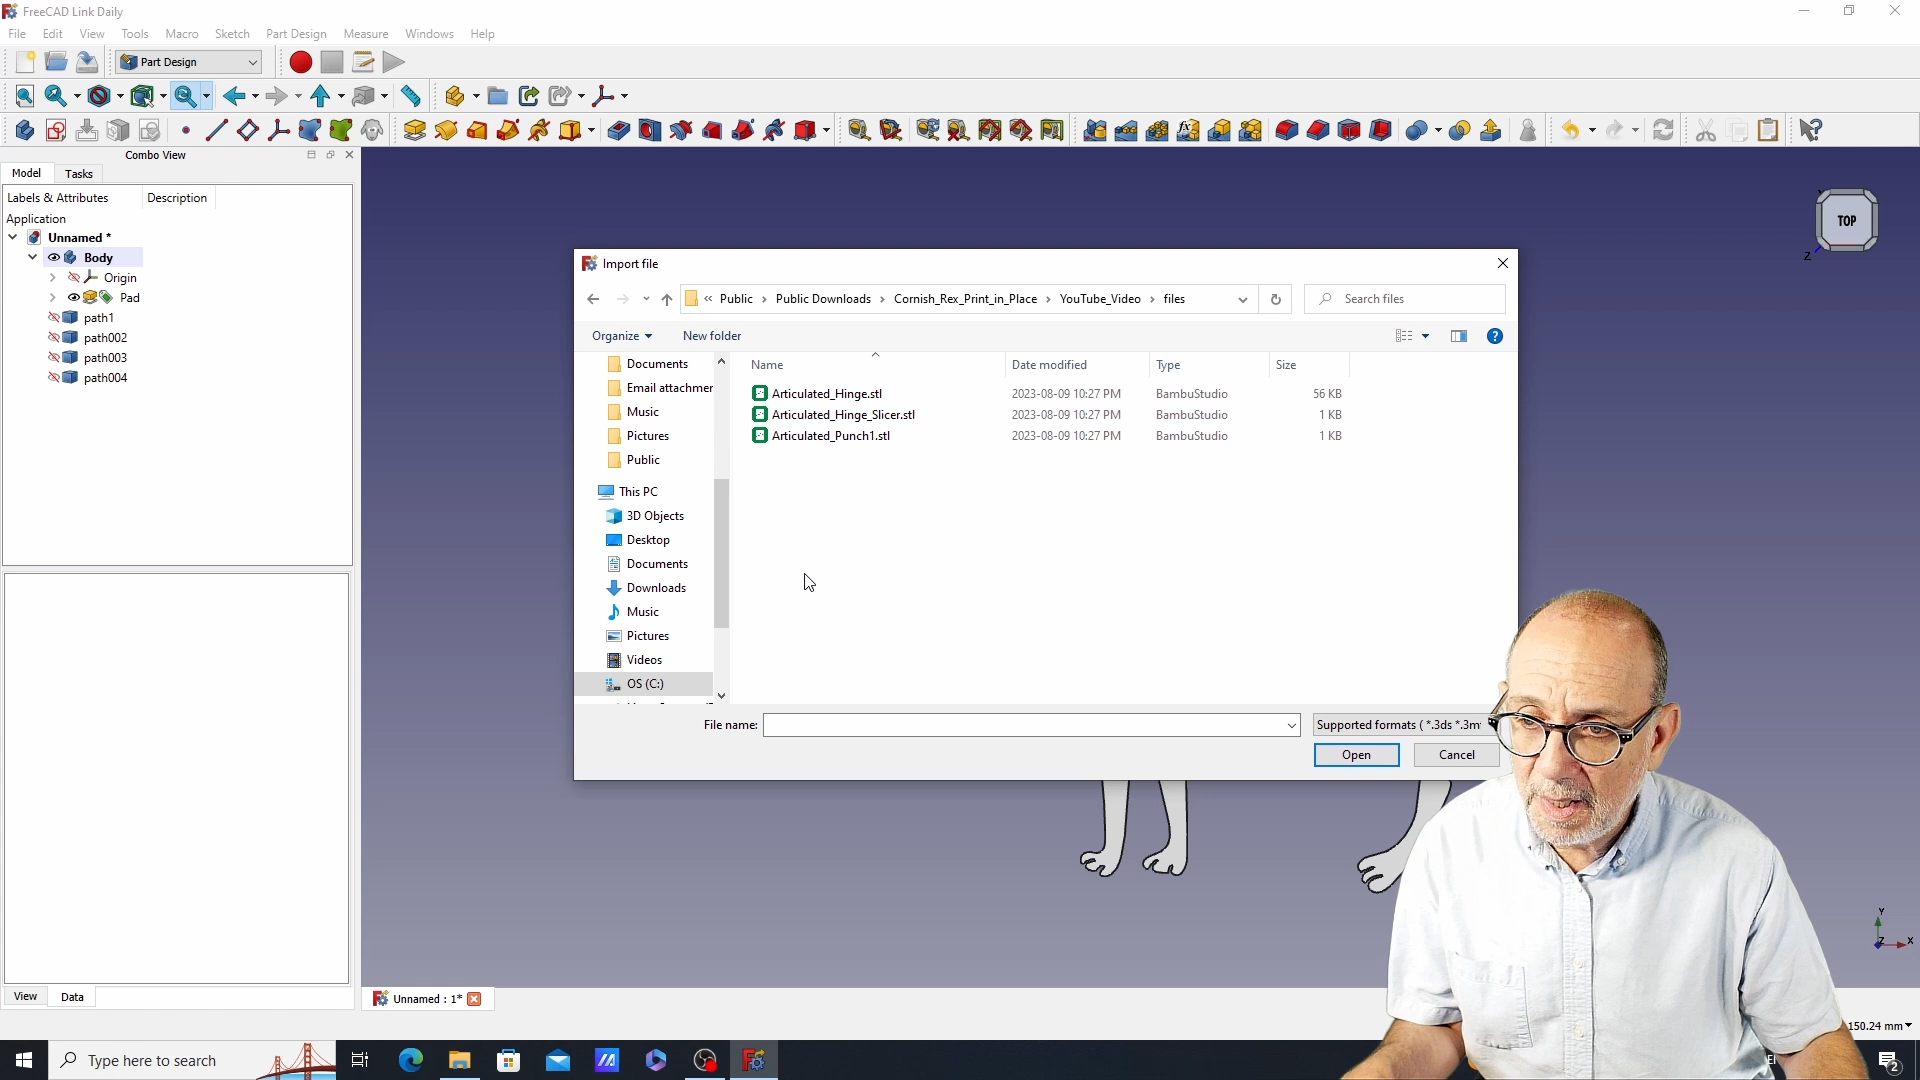 FreeCAD Link Daily
File Edit View Tools Macro Sketch Part Design Measure Windows Help
Part Design
Combo View
Model Tasks
Labels & Attributes Description
Application
Unnamed *
Body
Origin
Pad
path1
path002
path003
path004
View Data
TOP
Z
Import file
« Public › Public Downloads › Cornish_Rex_Print_in_Place › YouTube_Video › files
Search files
Organize New folder
Documents
Email attachmer
Music
Pictures
Public
This PC
3D Objects
Desktop
Documents
Downloads
Music
Pictures
Videos
OS (C:)
Name Date modified Type Size
Articulated_Hinge.stl 2023-08-09 10:27 PM BambuStudio 56 KB
Articulated_Hinge_Slicer.stl 2023-08-09 10:27 PM BambuStudio 1 KB
Articulated_Punch1.stl 2023-08-09 10:27 PM BambuStudio 1 KB
File name:
Supported formats ( *.3ds *.3m
Open Cancel
Y
Z X
Unnamed : 1*
150.24 mm
Type here to search
2